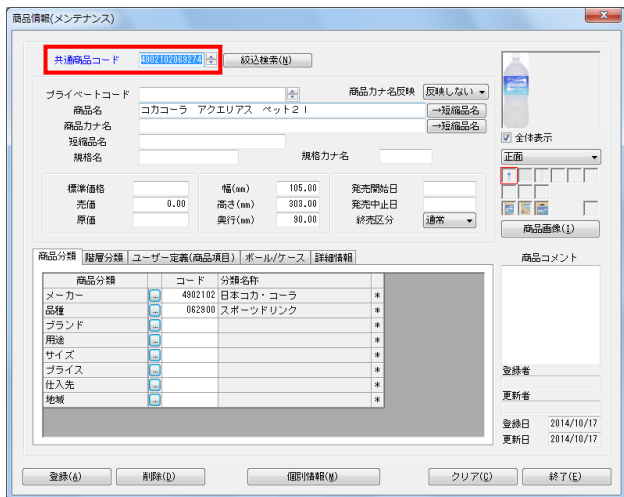 商品情報(メンテナンス)
共通商品コード 4902102069274 絞込検索(N)
プライベートコード 商品カナ名反映 反映しない
商品名 コカコーラ アクエリアス ペット2l →短縮品名
商品カナ名 →短縮品名
短縮品名
規格名 規格カナ名
全体表示
正面
標準価格 幅(mm) 105.00 発売開始日
売価 0.00 高さ(mm) 303.00 発売中止日
原価 奥行(mm) 90.00 終売区分 通常
商品画像(I)
商品分類 階層分類 ユーザー定義(商品項目) ボール/ケース 詳細情報 商品コメント
商品分類 コード 分類名称
メーカー ... 4902102 日本コカ・コーラ *
品種 ... 062900 スポーツドリンク *
ブランド ... *
用途 ... *
サイズ ... *
プライス ... *
仕入先 ... *
地域 ... *
登録者
更新者
登録日 2014/10/17
更新日 2014/10/17
登録(A) 削除(D) 個別情報(M) クリア(C) 終了(E)